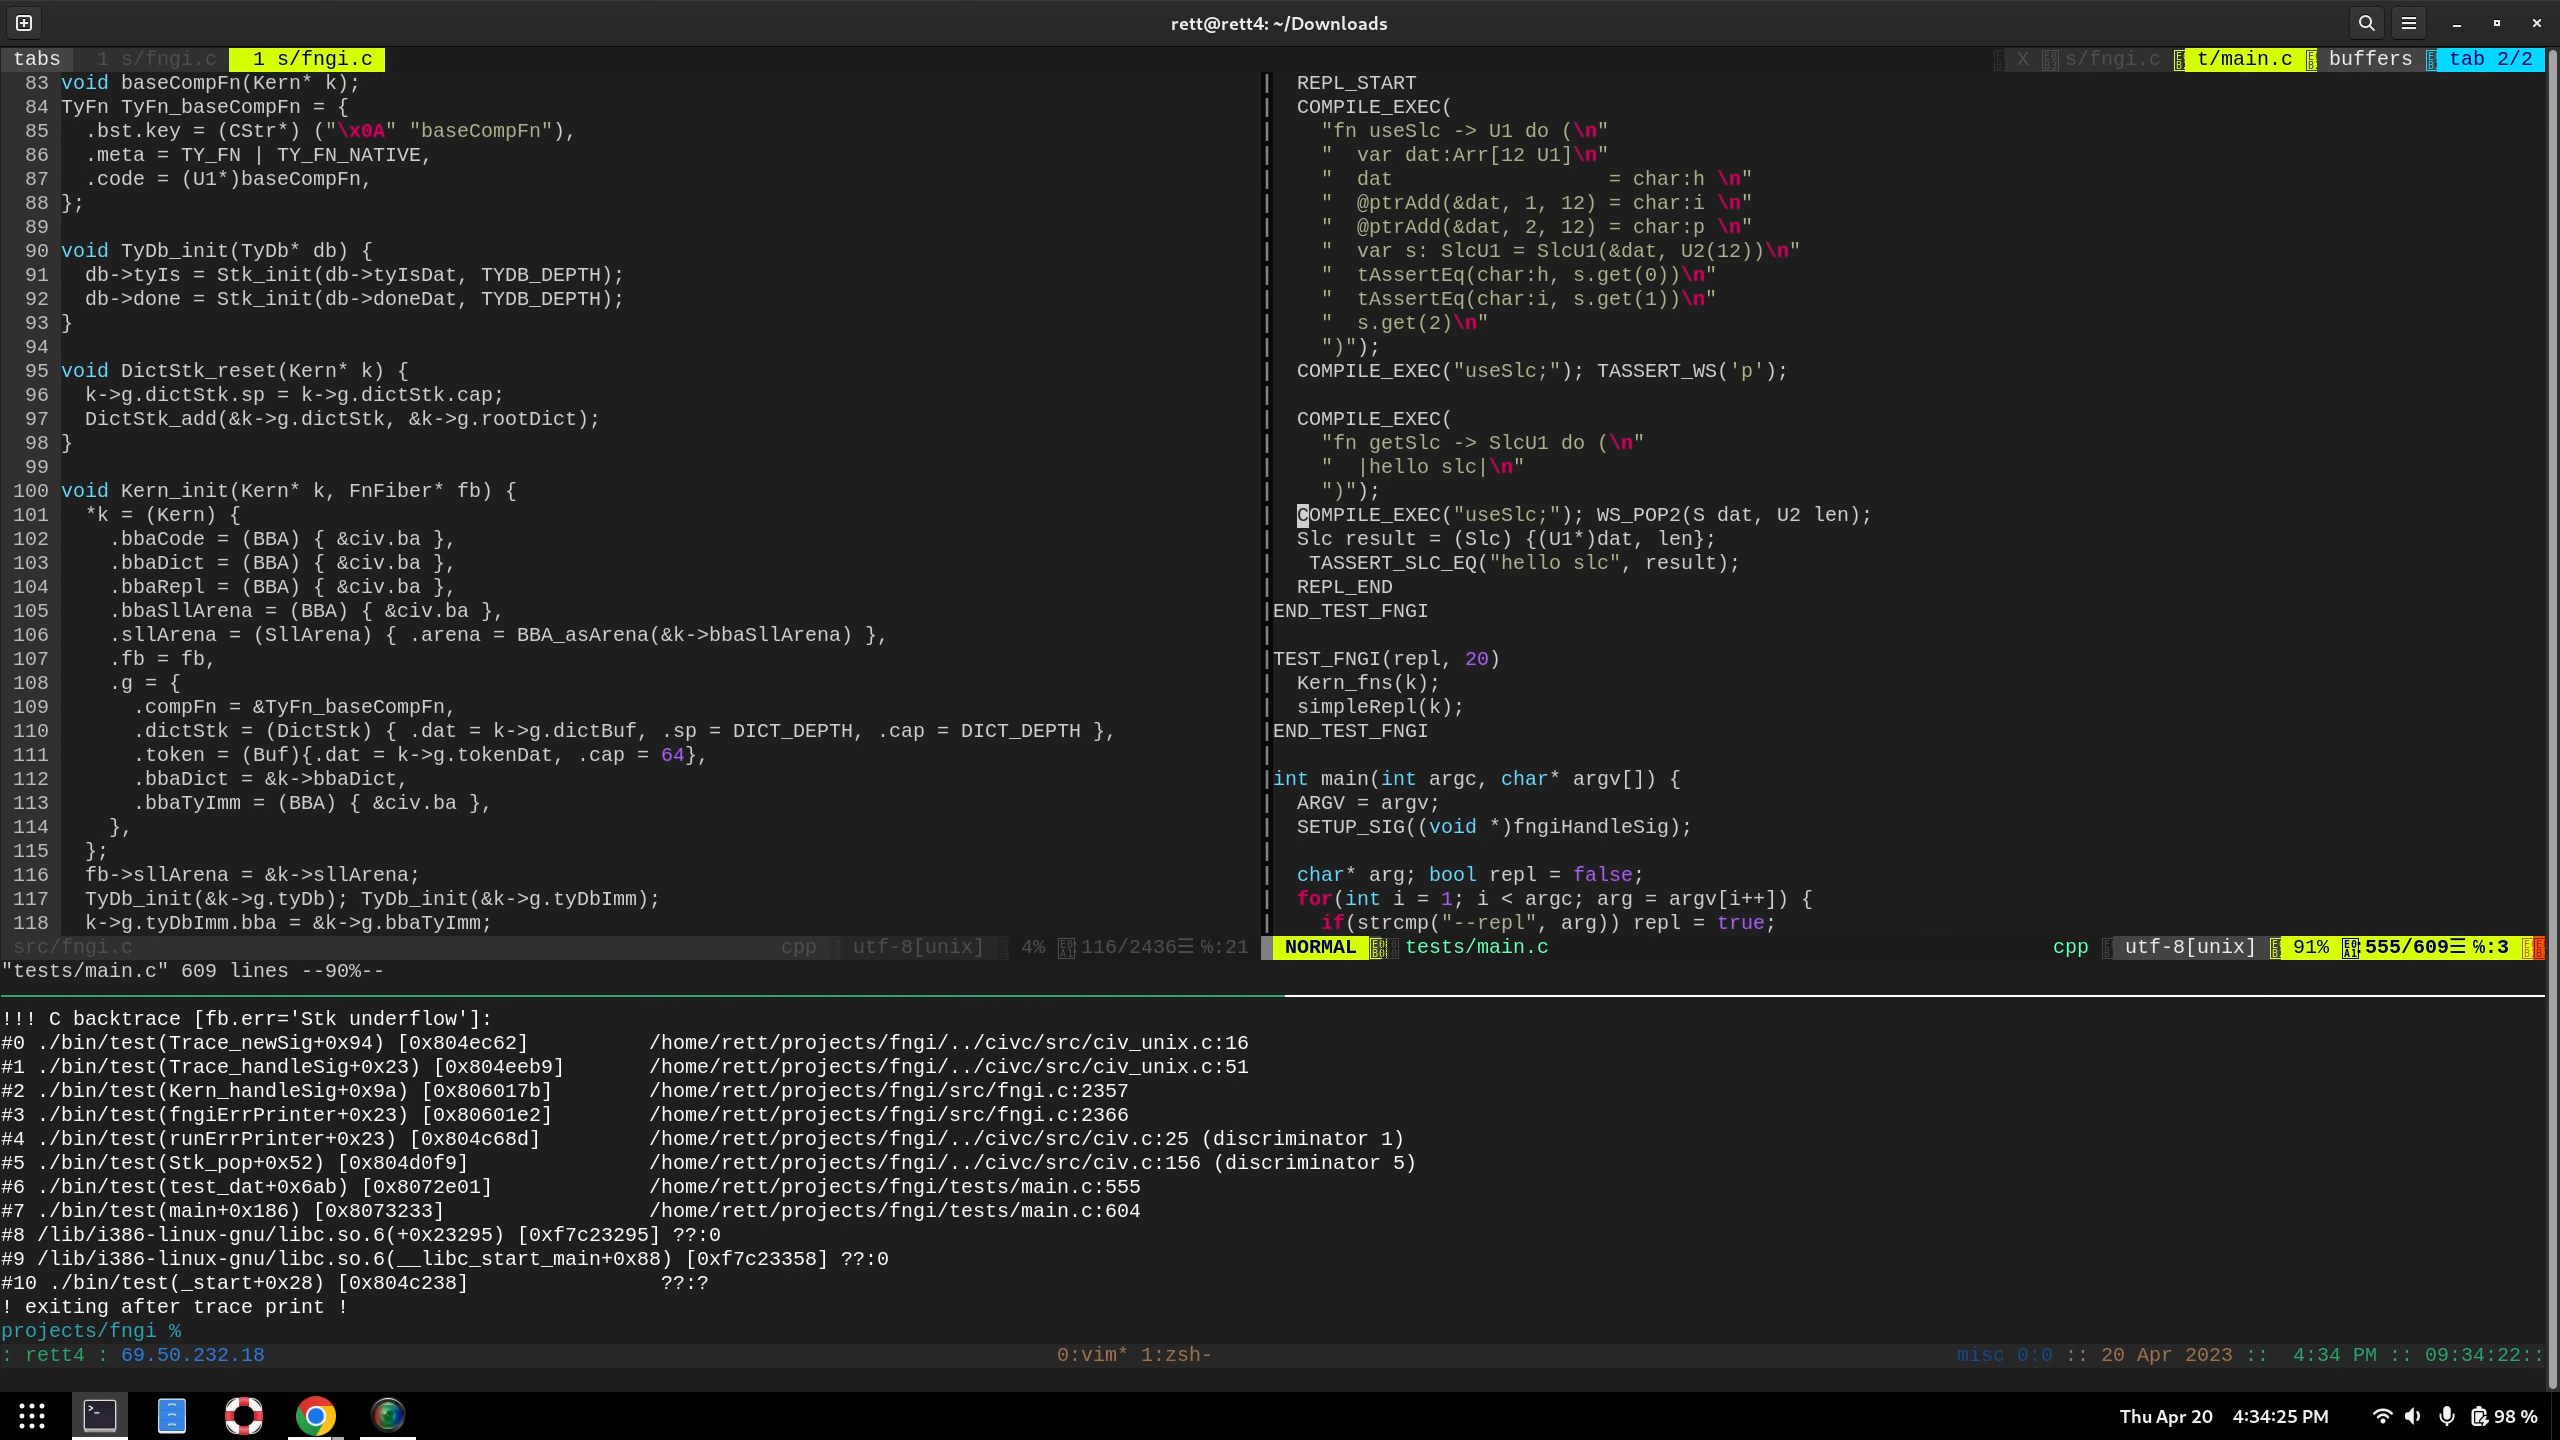 rett@rett4: ~/Downloads
tabs 1 s/fngi.c 1 s/fngi.c X s/fngi.c t/main.c buffers tab 2/2
83 void baseCompFn(Kern* k);
84 TyFn TyFn_baseCompFn = {
85   .bst.key = (CStr*) ("\x0A" "baseCompFn"),
86   .meta = TY_FN | TY_FN_NATIVE,
87   .code = (U1*)baseCompFn,
88 };
89
90 void TyDb_init(TyDb* db) {
91   db->tyIs = Stk_init(db->tyIsDat, TYDB_DEPTH);
92   db->done = Stk_init(db->doneDat, TYDB_DEPTH);
93 }
94
95 void DictStk_reset(Kern* k) {
96   k->g.dictStk.sp = k->g.dictStk.cap;
97   DictStk_add(&k->g.dictStk, &k->g.rootDict);
98 }
99
100 void Kern_init(Kern* k, FnFiber* fb) {
101   *k = (Kern) {
102     .bbaCode = (BBA) { &civ.ba },
103     .bbaDict = (BBA) { &civ.ba },
104     .bbaRepl = (BBA) { &civ.ba },
105     .bbaSllArena = (BBA) { &civ.ba },
106     .sllArena = (SllArena) { .arena = BBA_asArena(&k->bbaSllArena) },
107     .fb = fb,
108     .g = {
109       .compFn = &TyFn_baseCompFn,
110       .dictStk = (DictStk) { .dat = k->g.dictBuf, .sp = DICT_DEPTH, .cap = DICT_DEPTH },
111       .token = (Buf){.dat = k->g.tokenDat, .cap = 64},
112       .bbaDict = &k->bbaDict,
113       .bbaTyImm = (BBA) { &civ.ba },
114     },
115   };
116   fb->sllArena = &k->sllArena;
117   TyDb_init(&k->g.tyDb); TyDb_init(&k->g.tyDbImm);
118   k->g.tyDbImm.bba = &k->g.bbaTyImm;
src/fngi.c cpp utf-8[unix] 4% 116/2436☰ ℅:21
|  REPL_START
|  COMPILE_EXEC(
|    "fn useSlc -> U1 do (\n"
|    "  var dat:Arr[12 U1]\n"
|    "  dat                  = char:h \n"
|    "  @ptrAdd(&dat, 1, 12) = char:i \n"
|    "  @ptrAdd(&dat, 2, 12) = char:p \n"
|    "  var s: SlcU1 = SlcU1(&dat, U2(12))\n"
|    "  tAssertEq(char:h, s.get(0))\n"
|    "  tAssertEq(char:i, s.get(1))\n"
|    "  s.get(2)\n"
|    ")");
|  COMPILE_EXEC("useSlc;"); TASSERT_WS('p');
|
|  COMPILE_EXEC(
|    "fn getSlc -> SlcU1 do (\n"
|    "  |hello slc|\n"
|    ")");
|  COMPILE_EXEC("useSlc;"); WS_POP2(S dat, U2 len);
|  Slc result = (Slc) {(U1*)dat, len};
|   TASSERT_SLC_EQ("hello slc", result);
|  REPL_END
|END_TEST_FNGI
|
|TEST_FNGI(repl, 20)
|  Kern_fns(k);
|  simpleRepl(k);
|END_TEST_FNGI
|
|int main(int argc, char* argv[]) {
|  ARGV = argv;
|  SETUP_SIG((void *)fngiHandleSig);
|
|  char* arg; bool repl = false;
|  for(int i = 1; i < argc; arg = argv[i++]) {
|    if(strcmp("--repl", arg)) repl = true;
NORMAL tests/main.c cpp utf-8[unix] 91% 555/609☰ ℅:3
"tests/main.c" 609 lines --90%--
!!! C backtrace [fb.err='Stk underflow']:
#0 ./bin/test(Trace_newSig+0x94) [0x804ec62] /home/rett/projects/fngi/../civc/src/civ_unix.c:16
#1 ./bin/test(Trace_handleSig+0x23) [0x804eeb9] /home/rett/projects/fngi/../civc/src/civ_unix.c:51
#2 ./bin/test(Kern_handleSig+0x9a) [0x806017b] /home/rett/projects/fngi/src/fngi.c:2357
#3 ./bin/test(fngiErrPrinter+0x23) [0x80601e2] /home/rett/projects/fngi/src/fngi.c:2366
#4 ./bin/test(runErrPrinter+0x23) [0x804c68d] /home/rett/projects/fngi/../civc/src/civ.c:25 (discriminator 1)
#5 ./bin/test(Stk_pop+0x52) [0x804d0f9] /home/rett/projects/fngi/../civc/src/civ.c:156 (discriminator 5)
#6 ./bin/test(test_dat+0x6ab) [0x8072e01] /home/rett/projects/fngi/tests/main.c:555
#7 ./bin/test(main+0x186) [0x8073233] /home/rett/projects/fngi/tests/main.c:604
#8 /lib/i386-linux-gnu/libc.so.6(+0x23295) [0xf7c23295] ??:0
#9 /lib/i386-linux-gnu/libc.so.6(__libc_start_main+0x88) [0xf7c23358] ??:0
#10 ./bin/test(_start+0x28) [0x804c238] ??:?
! exiting after trace print !
projects/fngi %
: rett4 : 69.50.232.18 0:vim* 1:zsh- misc 0:0 :: 20 Apr 2023 :: 4:34 PM :: 09:34:22::
Thu Apr 20 4:34:25 PM 98 %